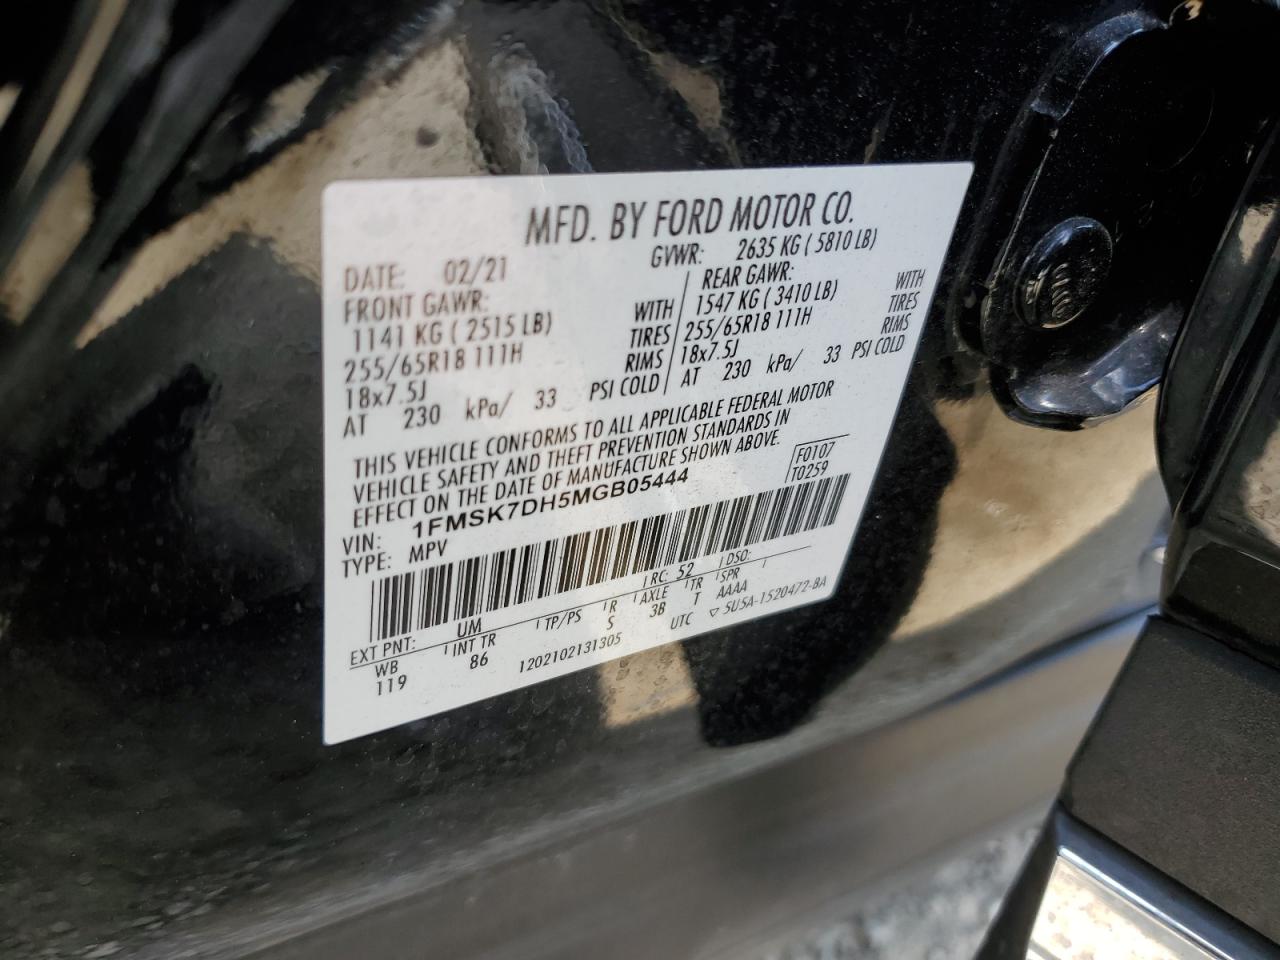 MFD. BY FORD MOTOR CO.
DATE: 02/21 GVWR: 2635 KG ( 5810 LB)
FRONT GAWR: REAR GAWR:
1141 KG ( 2515 LB) WITH 1547 KG ( 3410 LB) WITH
255/65R18 111H TIRES 255/65R18 111H TIRES
18x7.5J RIMS 18x7.5J RIMS
AT 230 kPa/ 33 PSI COLD AT 230 kPa/ 33 PSI COLD
THIS VEHICLE CONFORMS TO ALL APPLICABLE FEDERAL MOTOR
VEHICLE SAFETY AND THEFT PREVENTION STANDARDS IN
EFFECT ON THE DATE OF MANUFACTURE SHOWN ABOVE.
F0107
VIN: 1FMSK7DH5MGB05444 T0259
TYPE: MPV
EXT PNT: UM RC: 52 DSO:
WB INT TR TP/PS R AXLE TR SPR
119 86 S 3B T AAAA
1202102131305 UTC ▽ 5U5A-1520472-BA